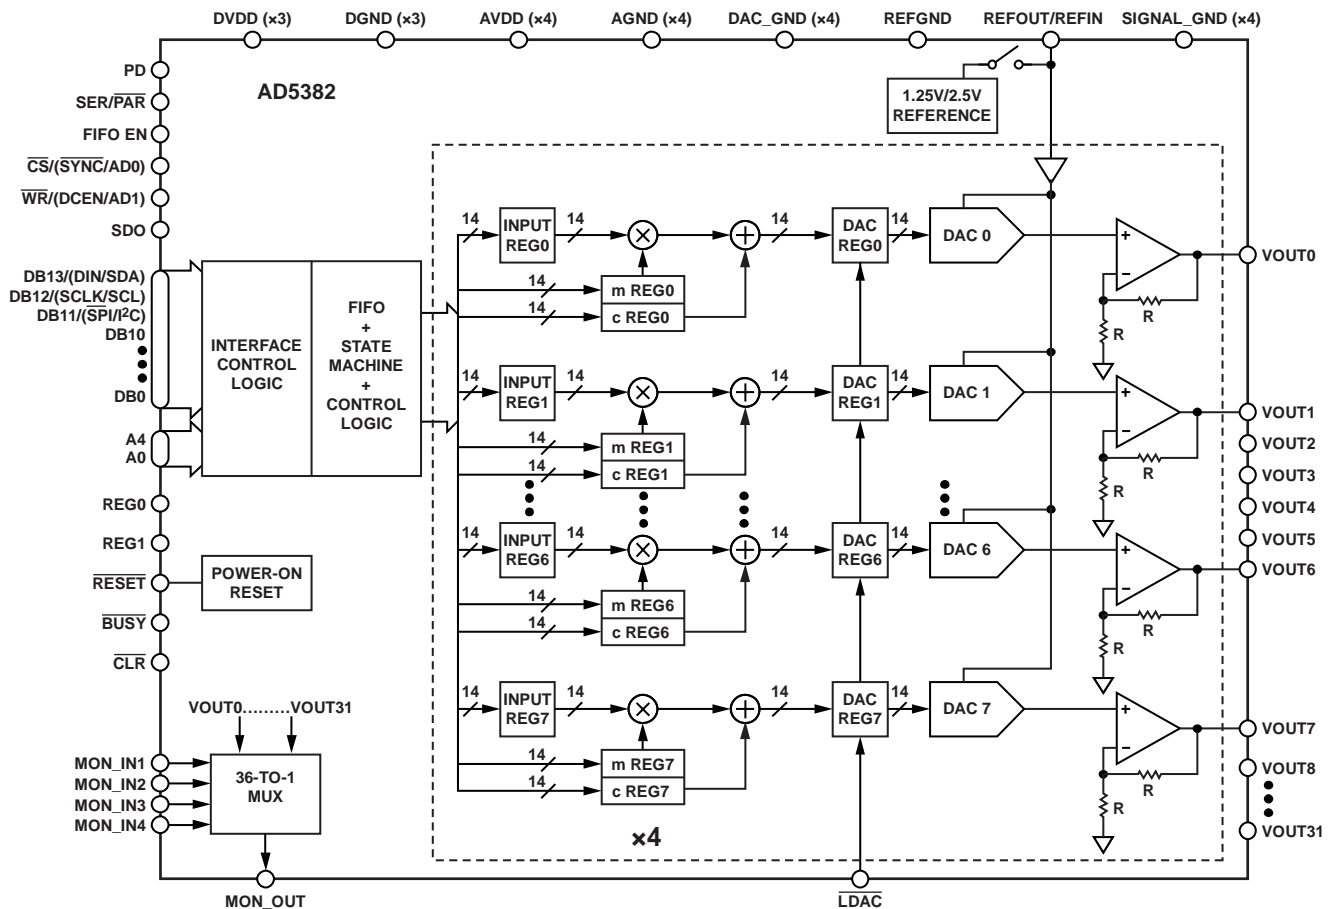 DVDD (×3) DGND (×3) AVDD (×4) AGND (×4) DAC_GND (×4) REFGND REFOUT/REFIN SIGNAL_GND (×4)
PD
SER/PAR
FIFO EN
CS/(SYNC/AD0)
WR/(DCEN/AD1)
SDO
DB13/(DIN/SDA)
DB12/(SCLK/SCL)
DB11/(SPI/I²C)
DB10
DB0
A4
A0
REG0
REG1
RESET
BUSY
CLR
AD5382
1.25V/2.5V
REFERENCE
INTERFACE
CONTROL
LOGIC
FIFO
+
STATE
MACHINE
+
CONTROL
LOGIC
POWER-ON
RESET
VOUT0.........VOUT31
MON_IN1
MON_IN2
MON_IN3
MON_IN4
36-TO-1
MUX
MON_OUT
14 INPUT
REG0 14 × + 14 DAC
REG0 14 DAC 0 + − R R VOUT0
14 m REG0
14 c REG0
14 INPUT
REG1 14 × + 14 DAC
REG1 14 DAC 1 + − R R VOUT1
14 m REG1
14 c REG1
VOUT2
VOUT3
VOUT4
VOUT5
14 INPUT
REG6 14 × + 14 DAC
REG6 14 DAC 6 + − R R VOUT6
14 m REG6
14 c REG6
14 INPUT
REG7 14 × + 14 DAC
REG7 14 DAC 7 + − R R VOUT7
14 m REG7
14 c REG7
VOUT8
VOUT31
×4
LDAC